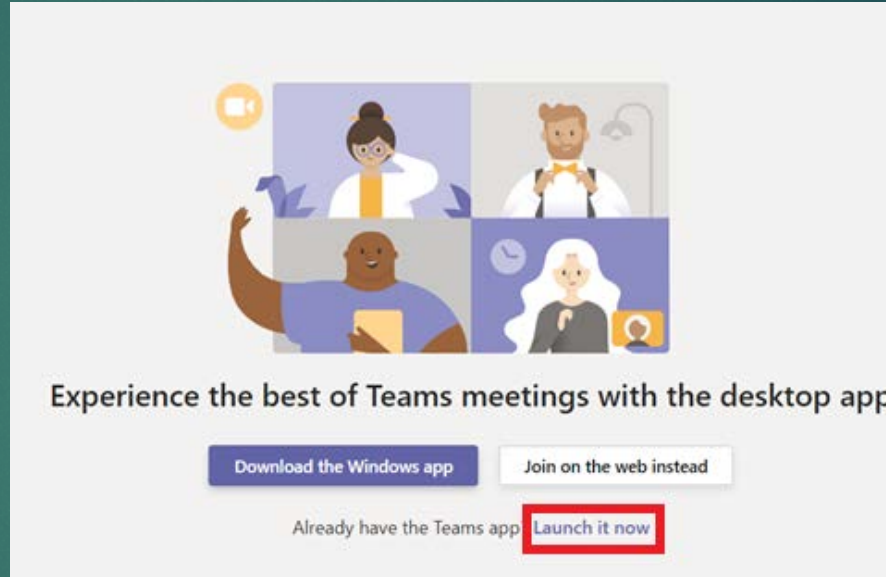 Experience the best of Teams meetings with the desktop app
Download the Windows app
Join on the web instead
Already have the Teams app
Launch it now